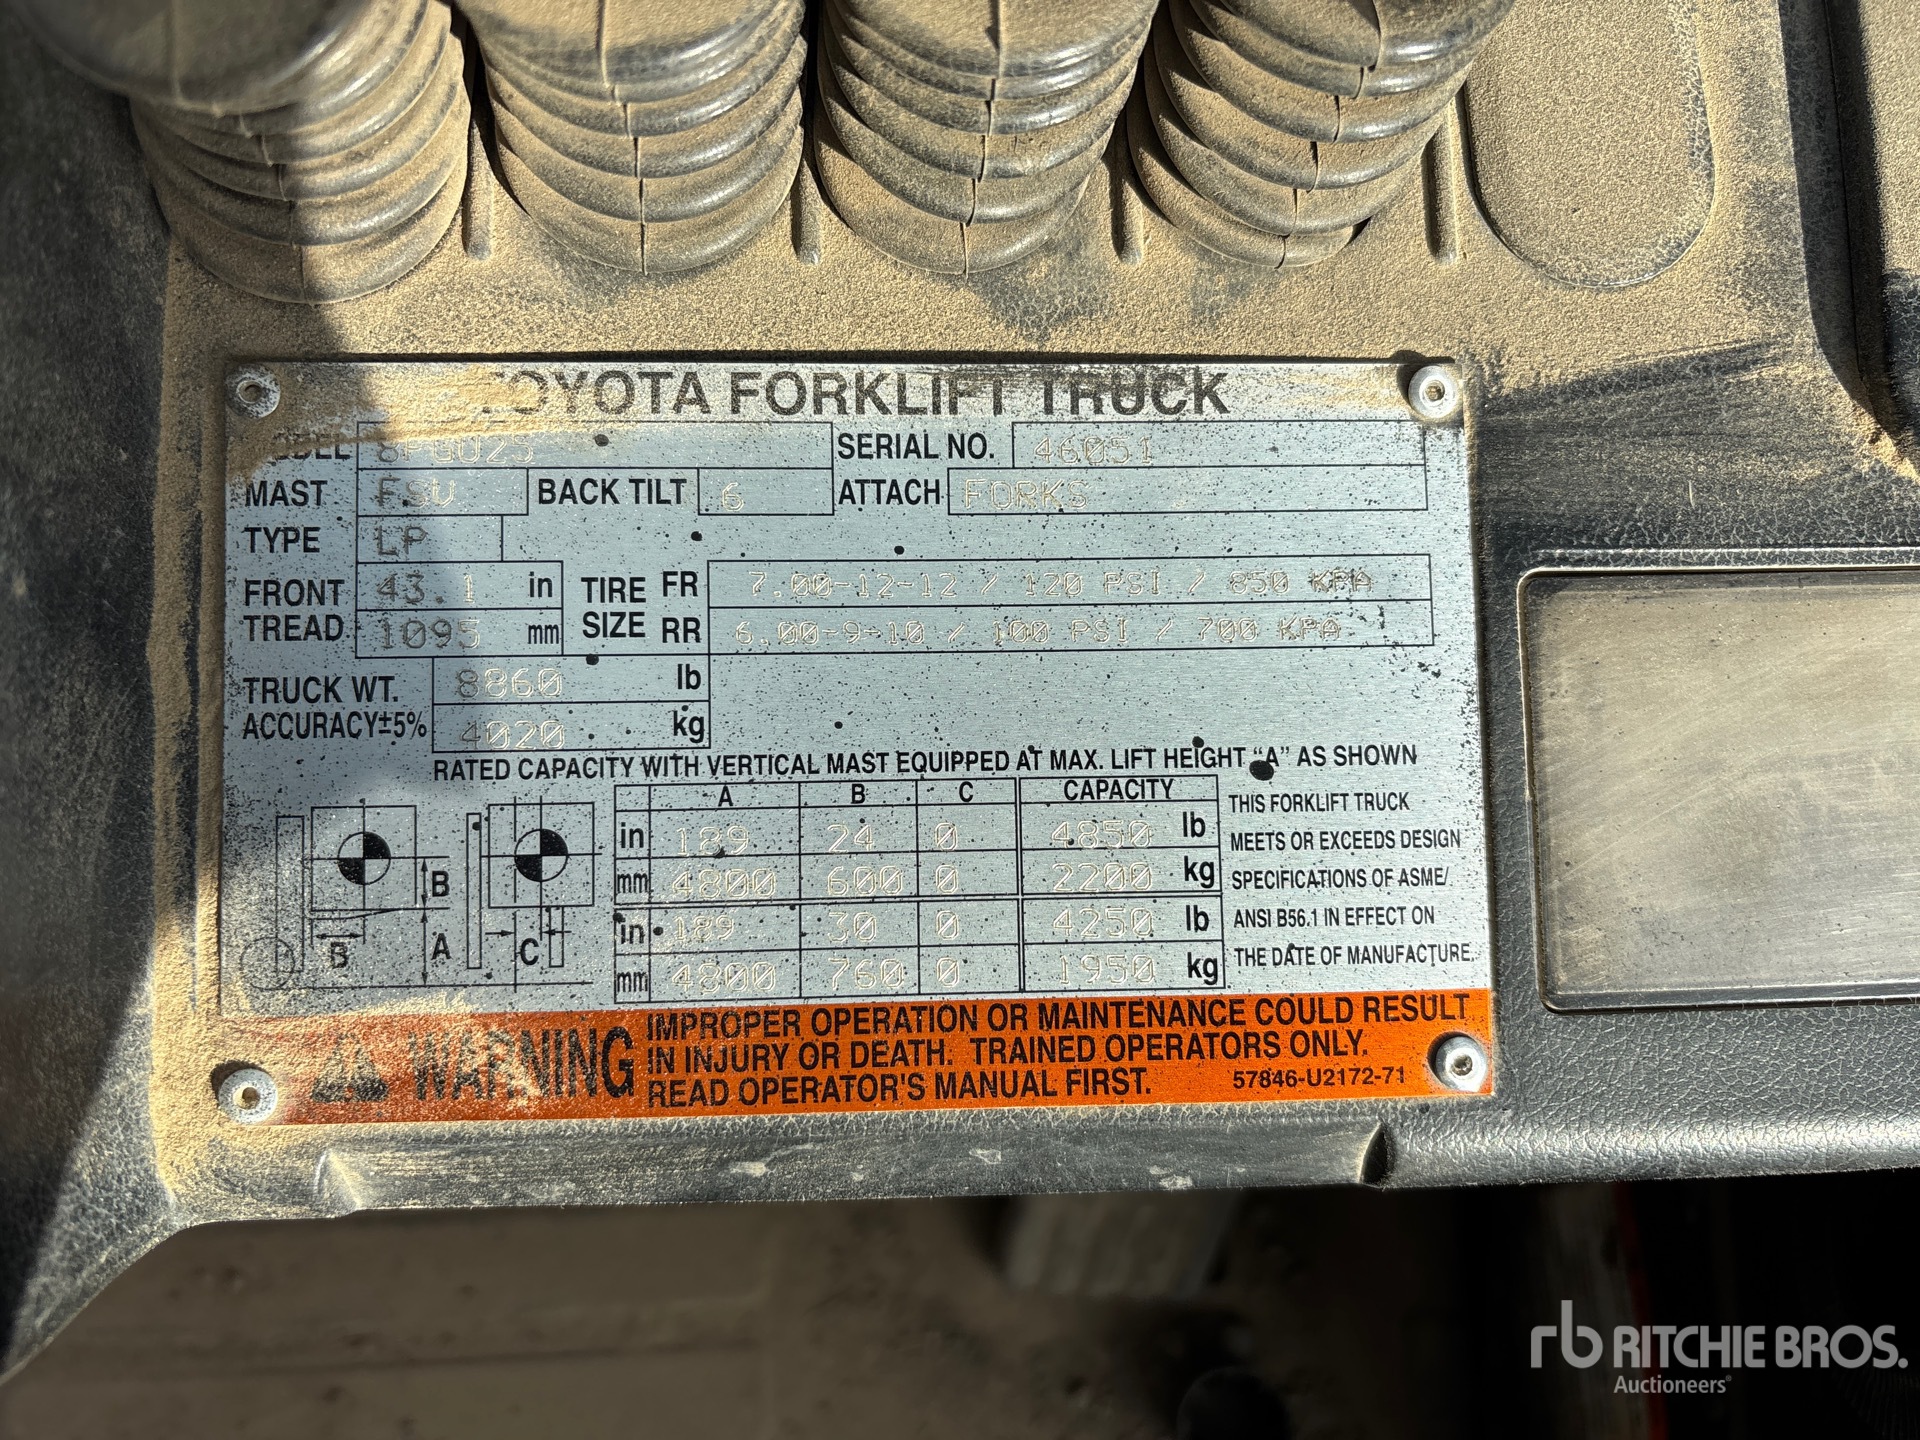 TOYOTA FORKLIFT TRUCK
MODEL 8FGU25 SERIAL NO. 46051
MAST FSV BACK TILT 6 ATTACH FORKS
TYPE LP
FRONT TREAD 43.1 in TIRE SIZE FR 7.00-12-12 / 120 PSI / 850 KPA
1095 mm RR 6.00-9-10 / 100 PSI / 700 KPA
TRUCK WT. 8860 lb
ACCURACY±5% 4020 kg
RATED CAPACITY WITH VERTICAL MAST EQUIPPED AT MAX. LIFT HEIGHT “A” AS SHOWN
A B C CAPACITY
in 189 24 0 4850 lb
mm 4800 600 0 2200 kg
in 189 30 0 4250 lb
mm 4800 760 0 1950 kg
B
B
A
C
THIS FORKLIFT TRUCK
MEETS OR EXCEEDS DESIGN
SPECIFICATIONS OF ASME/
ANSI B56.1 IN EFFECT ON
THE DATE OF MANUFACTURE.
WARNING
IMPROPER OPERATION OR MAINTENANCE COULD RESULT
IN INJURY OR DEATH. TRAINED OPERATORS ONLY.
READ OPERATOR'S MANUAL FIRST. 57846-U2172-71
rb RITCHIE BROS.
Auctioneers